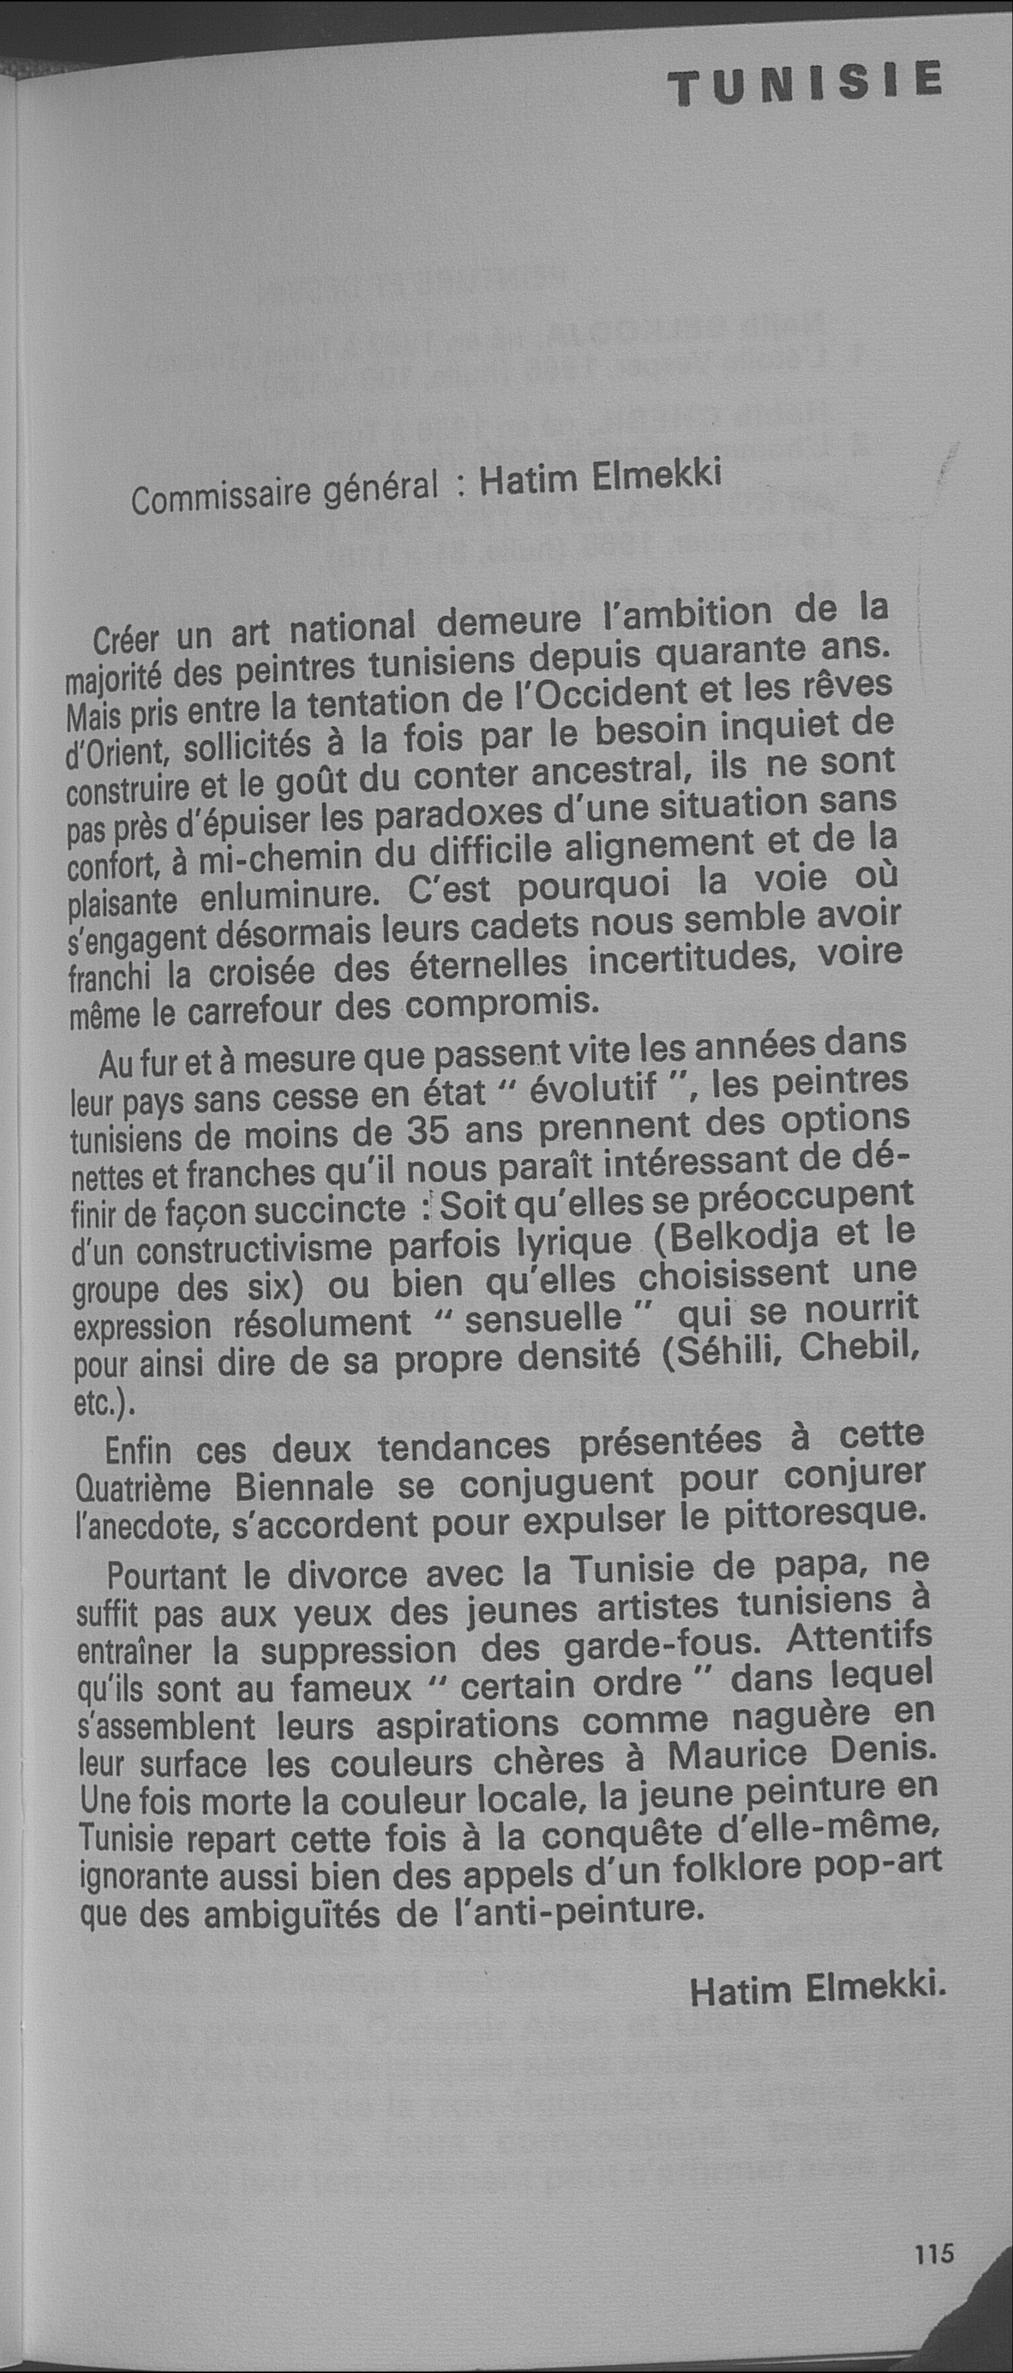 TUNISIE
Commissaire général : Hatim Elmekki
Créer un art national demeure l'ambition de la
majorité des peintres tunisiens depuis quarante ans.
Mais pris entre la tentation de l'Occident et les rêves
d'Orient, sollicités à la fois par le besoin inquiet de
construire et le goût du conter ancestral, ils ne sont
pas près d'épuiser les paradoxes d'une situation sans
confort, à mi-chemin du difficile alignement et de la
plaisante enluminure. C'est pourquoi la voie où
s'engagent désormais leurs cadets nous semble avoir
franchi la croisée des éternelles incertitudes, voire
même le carrefour des compromis.
Au fur et à mesure que passent vite les années dans
leur pays sans cesse en état " évolutif ", les peintres
tunisiens de moins de 35 ans prennent des options
nettes et franches qu'il nous paraît intéressant de dé-
finir de façon succincte : Soit qu'elles se préoccupent
d'un constructivisme parfois lyrique (Belkodja et le
groupe des six) ou bien qu'elles choisissent une
expression résolument " sensuelle " qui se nourrit
pour ainsi dire de sa propre densité (Séhili, Chebil,
etc.).
Enfin ces deux tendances présentées à cette
Quatrième Biennale se conjuguent pour conjurer
l'anecdote, s'accordent pour expulser le pittoresque.
Pourtant le divorce avec la Tunisie de papa, ne
suffit pas aux yeux des jeunes artistes tunisiens à
entraîner la suppression des garde-fous. Attentifs
qu'ils sont au fameux " certain ordre " dans lequel
s'assemblent leurs aspirations comme naguère en
leur surface les couleurs chères à Maurice Denis.
Une fois morte la couleur locale, la jeune peinture en
Tunisie repart cette fois à la conquête d'elle-même,
ignorante aussi bien des appels d'un folklore pop-art
que des ambiguïtés de l'anti-peinture.
Hatim Elmekki.
115